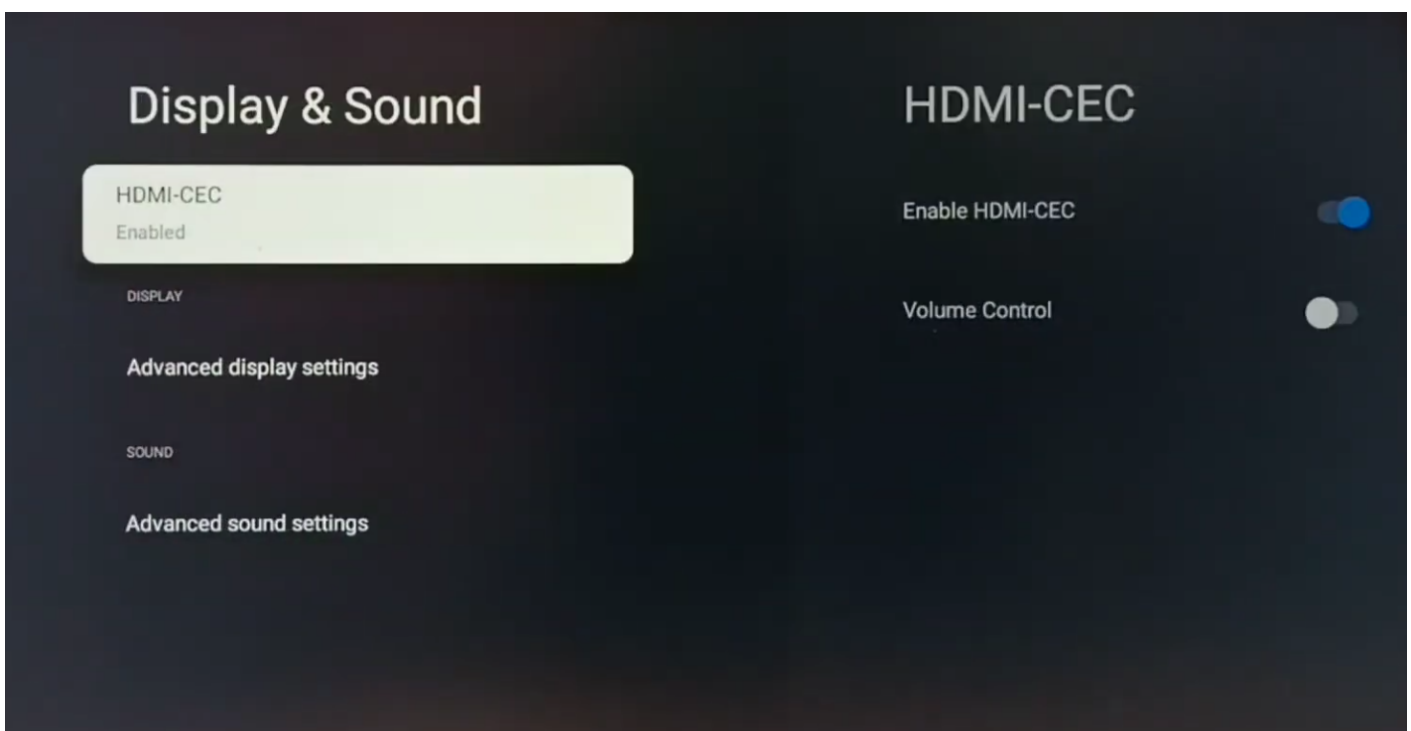 Display & Sound
HDMI-CEC
Enabled
DISPLAY
Advanced display settings
SOUND
Advanced sound settings
HDMI-CEC
Enable HDMI-CEC
Volume Control